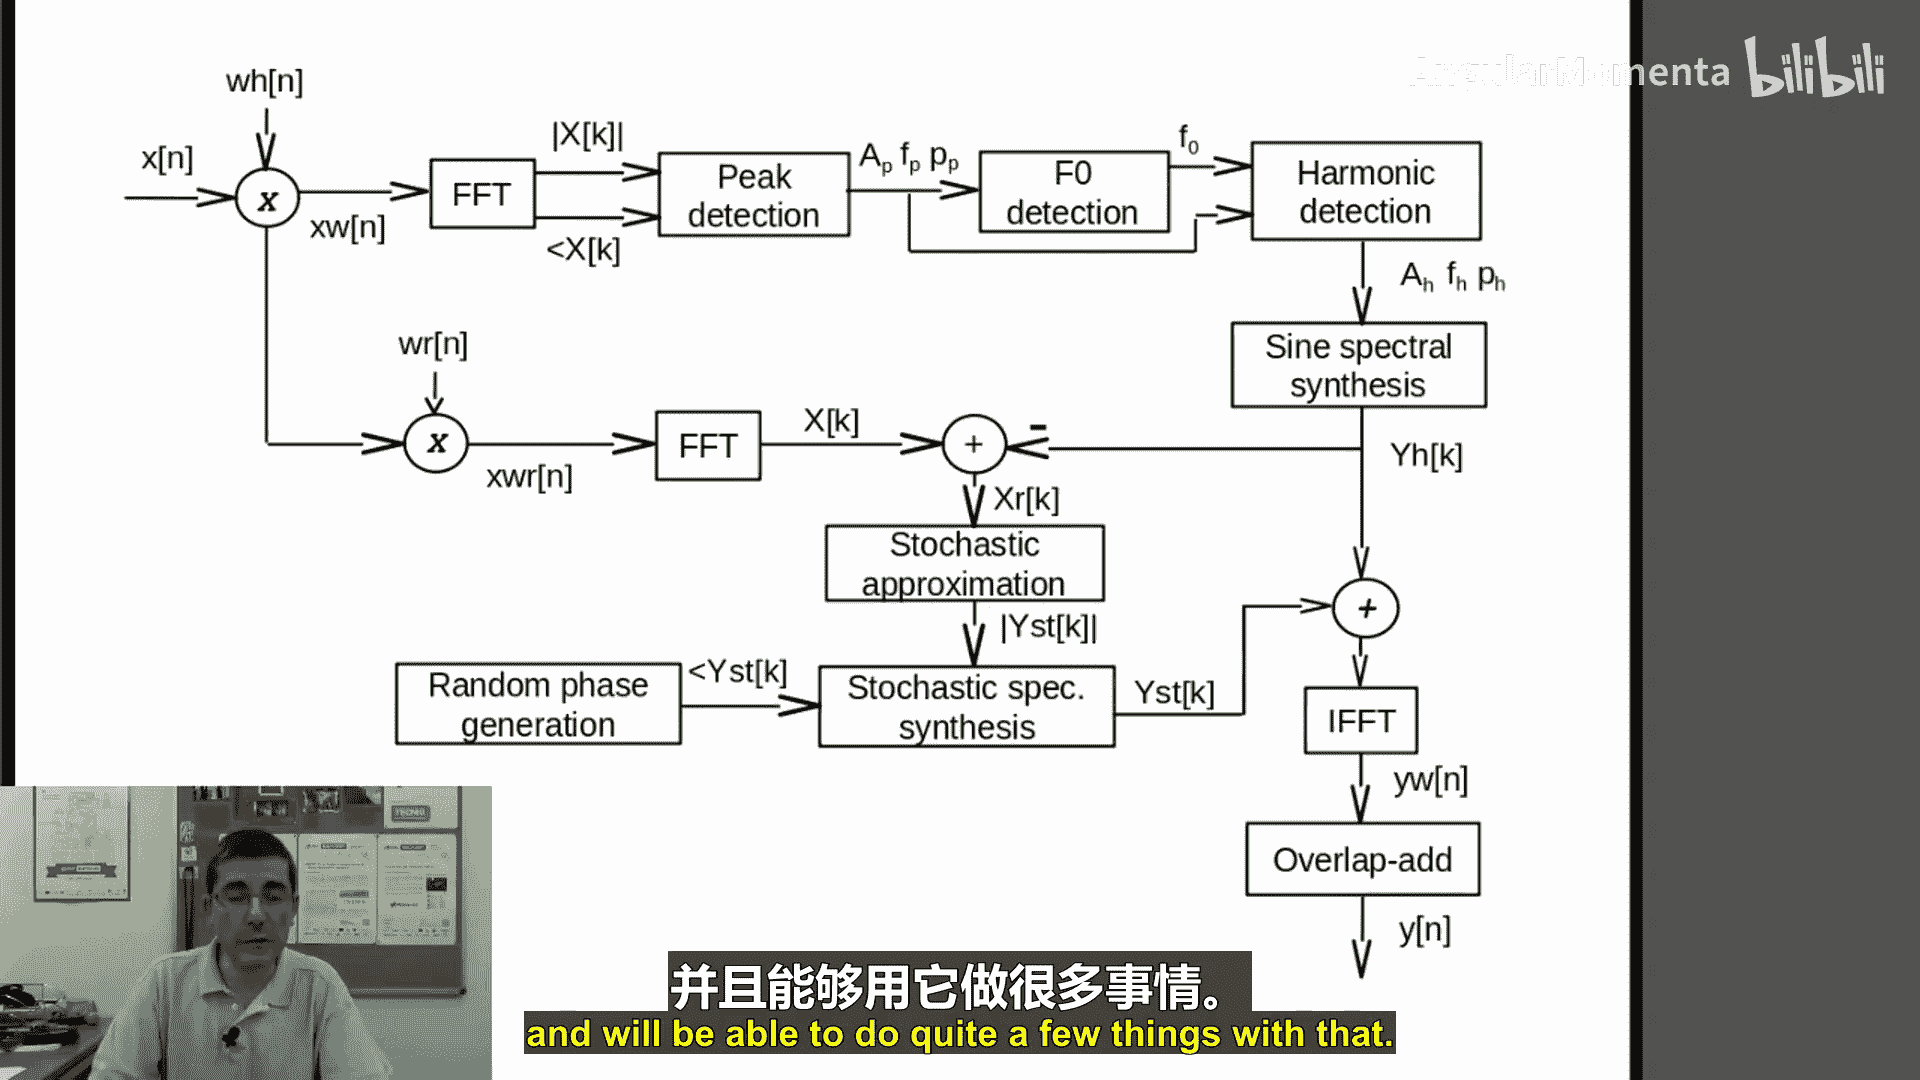 wh[n]
x[n]
x
xw[n]
FFT
|X[k]|
<X[k]
Peak
detection
Ap fp pp
F0
detection
f0
Harmonic
detection
Ah fh ph
Sine spectral
synthesis
wr[n]
x
xwr[n]
FFT
X[k]
+
-
Yh[k]
Xr[k]
Stochastic
approximation
|Yst[k]|
+
Random phase
generation
<Yst[k]
Stochastic spec.
synthesis
Yst[k]
IFFT
yw[n]
Overlap-add
y[n]
AngularMomenta bilibili
并且能够用它做很多事情。
and will be able to do quite a few things with that.